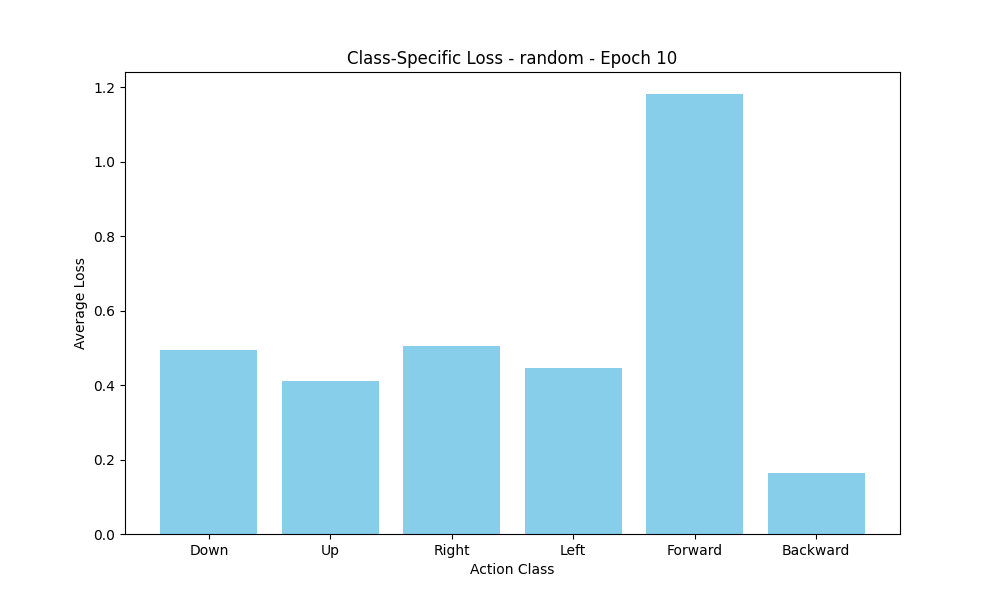 Class-Specific Loss - random - Epoch 10
Average Loss
1.2
1.0
0.8
0.6
0.4
0.2
0.0
Down Up Right Left Forward Backward
Action Class